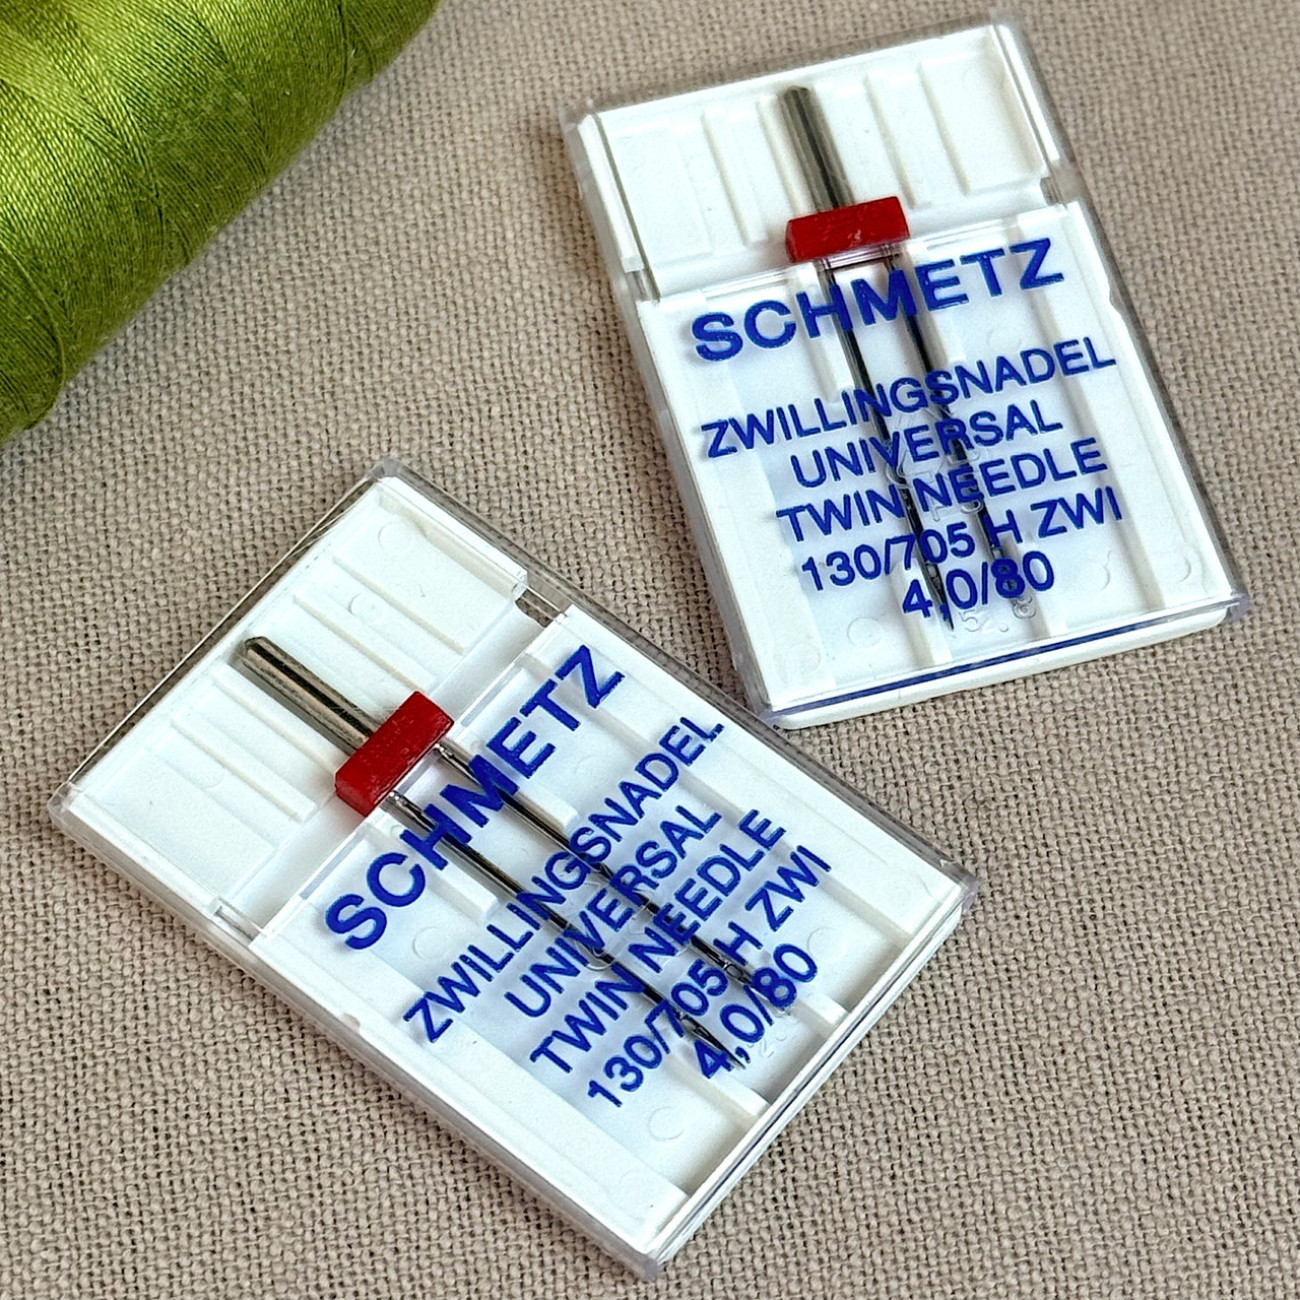 SCHMETZ
ZWILLINGSNADEL
UNIVERSAL
TWIN NEEDLE
130/705 H ZWI
4,0/80
SCHMETZ
ZWILLINGSNADEL
UNIVERSAL
TWIN NEEDLE
130/705 H ZWI
4,0/80